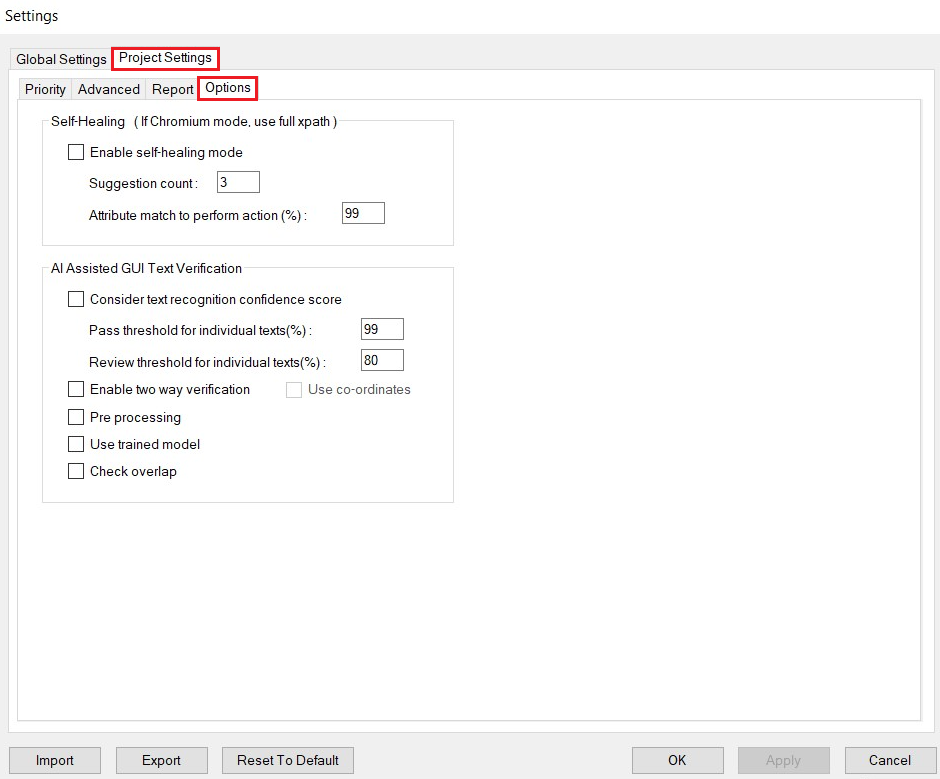 Settings
Global Settings Project Settings
Priority Advanced Report Options
Self-Healing ( If Chromium mode, use full xpath )
Enable self-healing mode
Suggestion count : 3
Attribute match to perform action (%) : 99
AI Assisted GUI Text Verification
Consider text recognition confidence score
Pass threshold for individual texts(%) : 99
Review threshold for individual texts(%) : 80
Enable two way verification Use co-ordinates
Pre processing
Use trained model
Check overlap
Import Export Reset To Default OK Apply Cancel